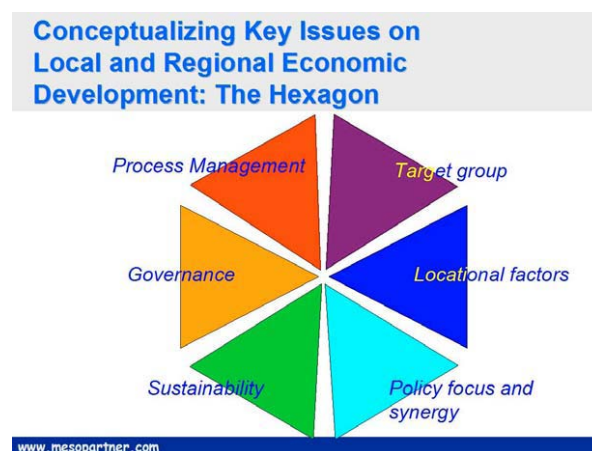 Conceptualizing Key Issues on
Local and Regional Economic
Development: The Hexagon
Process Management
Target group
Governance
Locational factors
Sustainability
Policy focus and
synergy
www.mesopartner.com